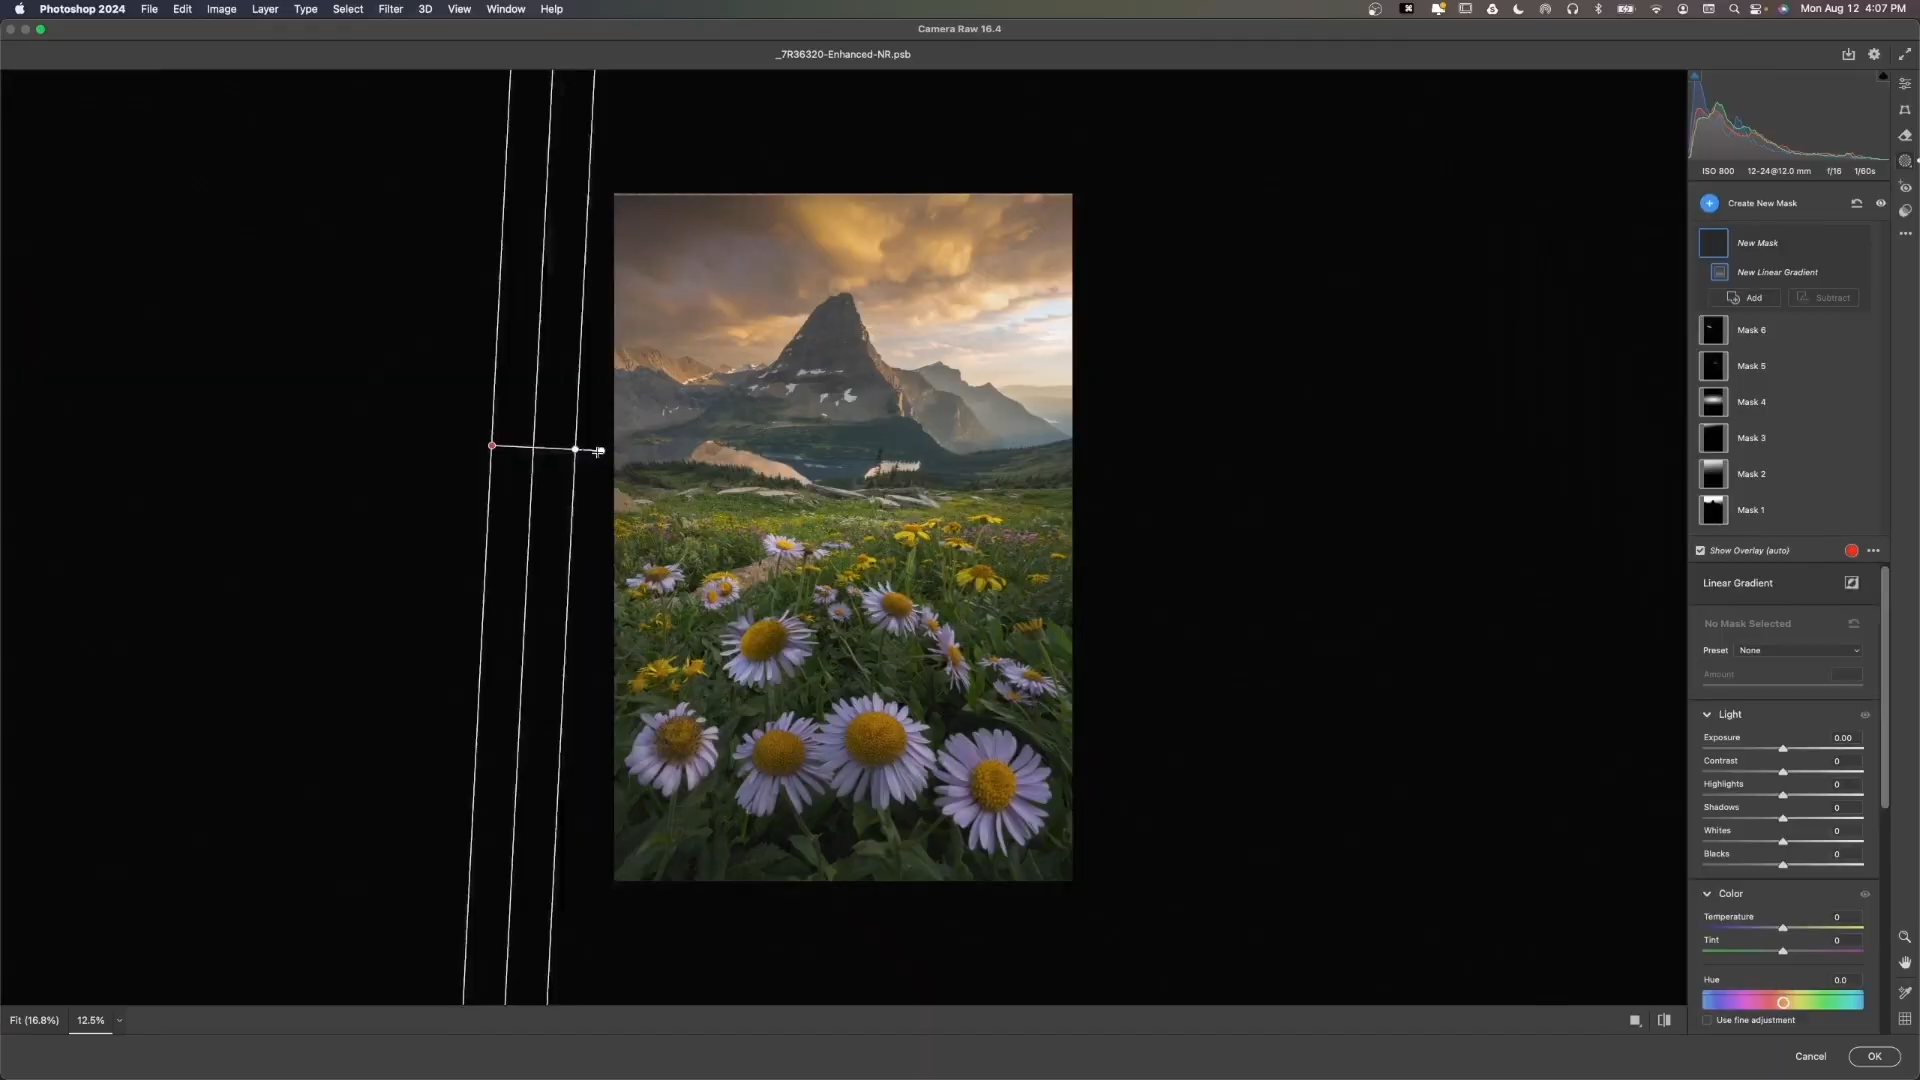 Photoshop 2024 File Edit Image Layer Type Select Filter 3D View Window Help Mon Aug 12 4:07 PM
Camera Raw 16.4
_7R36320-Enhanced-NR.psb
ISO 800 12-24@12.0 mm f/16 1/60s
Create New Mask
New Mask
New Linear Gradient
Add Subtract
Mask 6
Mask 5
Mask 4
Mask 3
Mask 2
Mask 1
Show Overlay (auto)
Linear Gradient
No Mask Selected
Preset None
Amount
Light
Exposure 0.00
Contrast 0
Highlights 0
Shadows 0
Whites 0
Blacks 0
Color
Temperature 0
Tint 0
Hue 0.0
Use fine adjustment
Fit (16.8%) 12.5%
Cancel OK